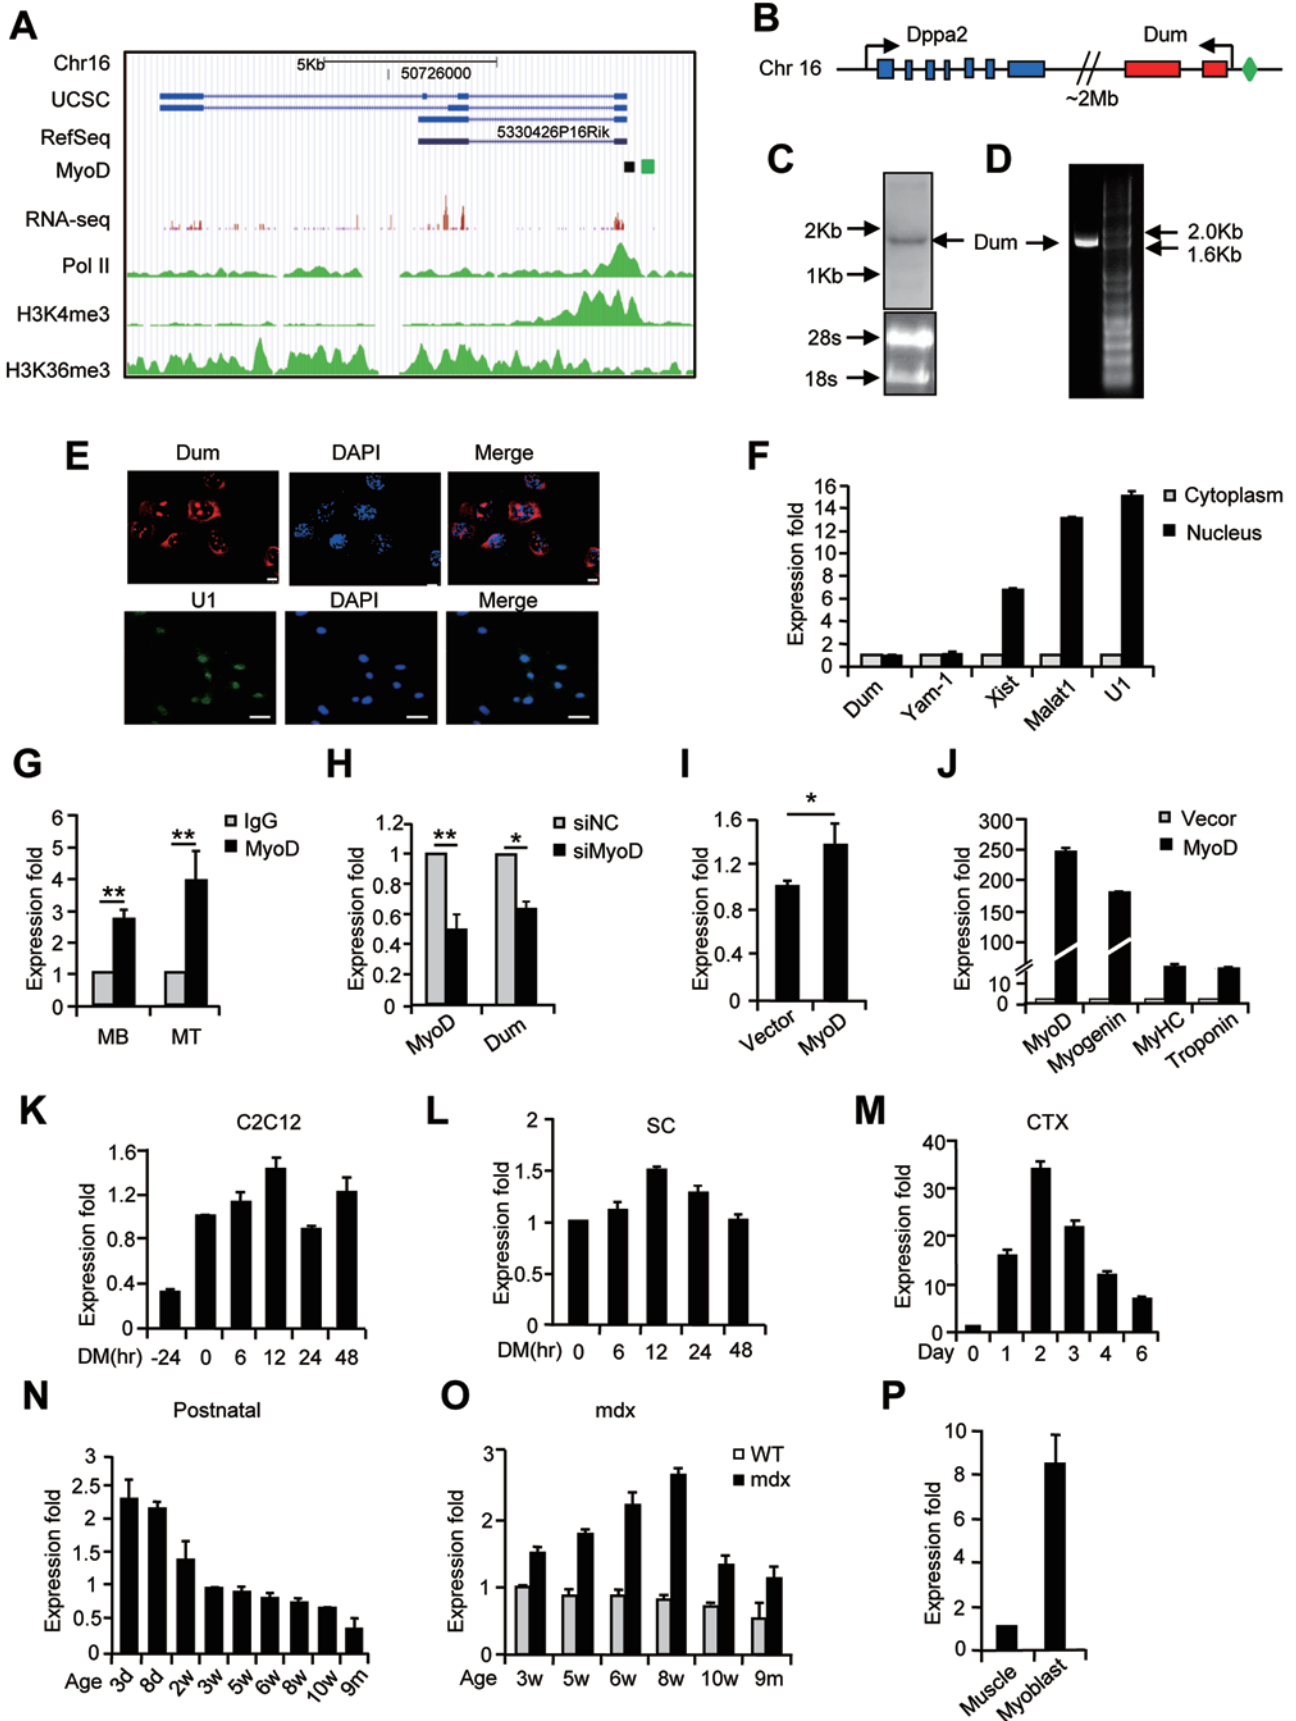 A
Chr16
5Kb
50726000
UCSC
RefSeq
5330426P16Rik
MyoD
RNA-seq
Pol II
H3K4me3
H3K36me3
B
Dppa2
Dum
Chr 16
~2Mb
C
2Kb
1Kb
28s
18s
Dum
D
2.0Kb
1.6Kb
E
Dum DAPI Merge
U1 DAPI Merge
F
Expression fold
16
14
12
10
8
6
4
2
0
Cytoplasm
Nucleus
Dum Yam-1 Xist Malat1 U1
G
Expression fold
6
5
4
3
2
1
0
** **
IgG
MyoD
MB MT
H
Expression fold
1.2
1
0.8
0.6
0.4
0.2
0
** *
siNC
siMyoD
MyoD Dum
I
Expression fold
1.6
1.2
0.8
0.4
0
*
Vector MyoD
J
Expression fold
300
250
200
150
100
10
0
Vecor
MyoD
MyoD Myogenin MyHC Troponin
K
C2C12
Expression fold
1.6
1.2
0.8
0.4
0
DM(hr) -24 0 6 12 24 48
L
SC
Expression fold
2
1.5
1
0.5
0
DM(hr) 0 6 12 24 48
M
CTX
Expression fold
40
30
20
10
0
Day 0 1 2 3 4 6
N
Postnatal
Expression fold
3
2.5
2
1.5
1
0.5
0
Age 3d 8d 2w 3w 5w 6w 8w 10w 9m
O
mdx
Expression fold
3
2
1
0
WT
mdx
Age 3w 5w 6w 8w 10w 9m
P
Expression fold
10
8
6
4
2
0
Muscle Myoblast